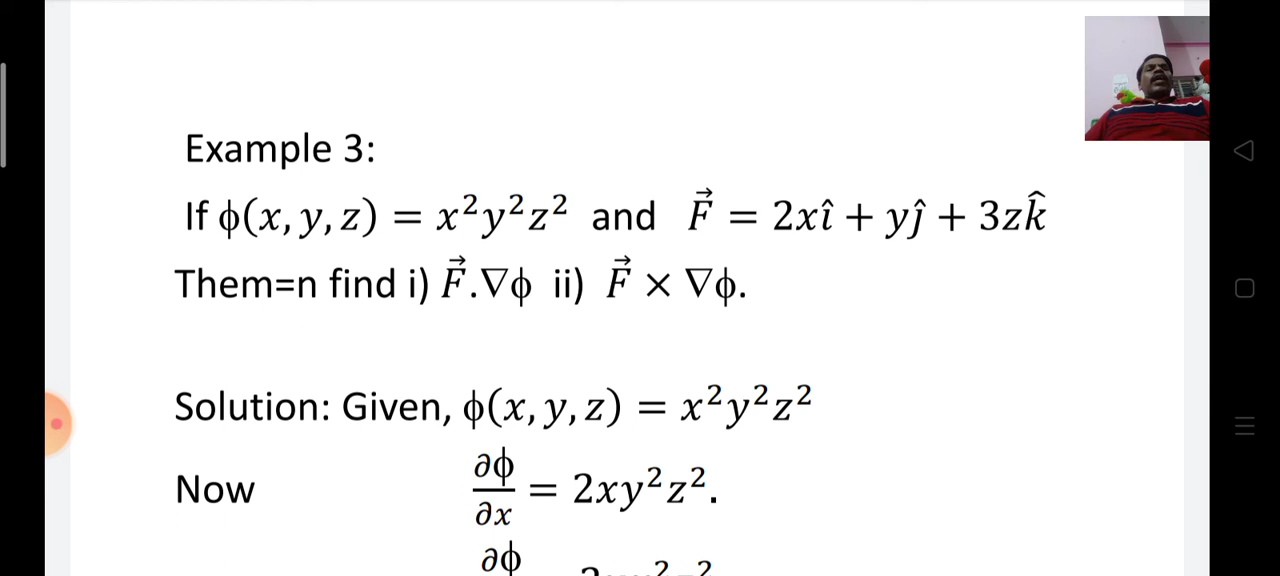 Example 3:
If ϕ(x, y, z) = x²y²z² and F⃗ = 2xî + yĵ + 3zk̂
Them=n find i) F⃗.∇ϕ ii) F⃗ × ∇ϕ.
Solution: Given, ϕ(x, y, z) = x²y²z²
Now ∂ϕ/∂x = 2xy²z².
∂ϕ